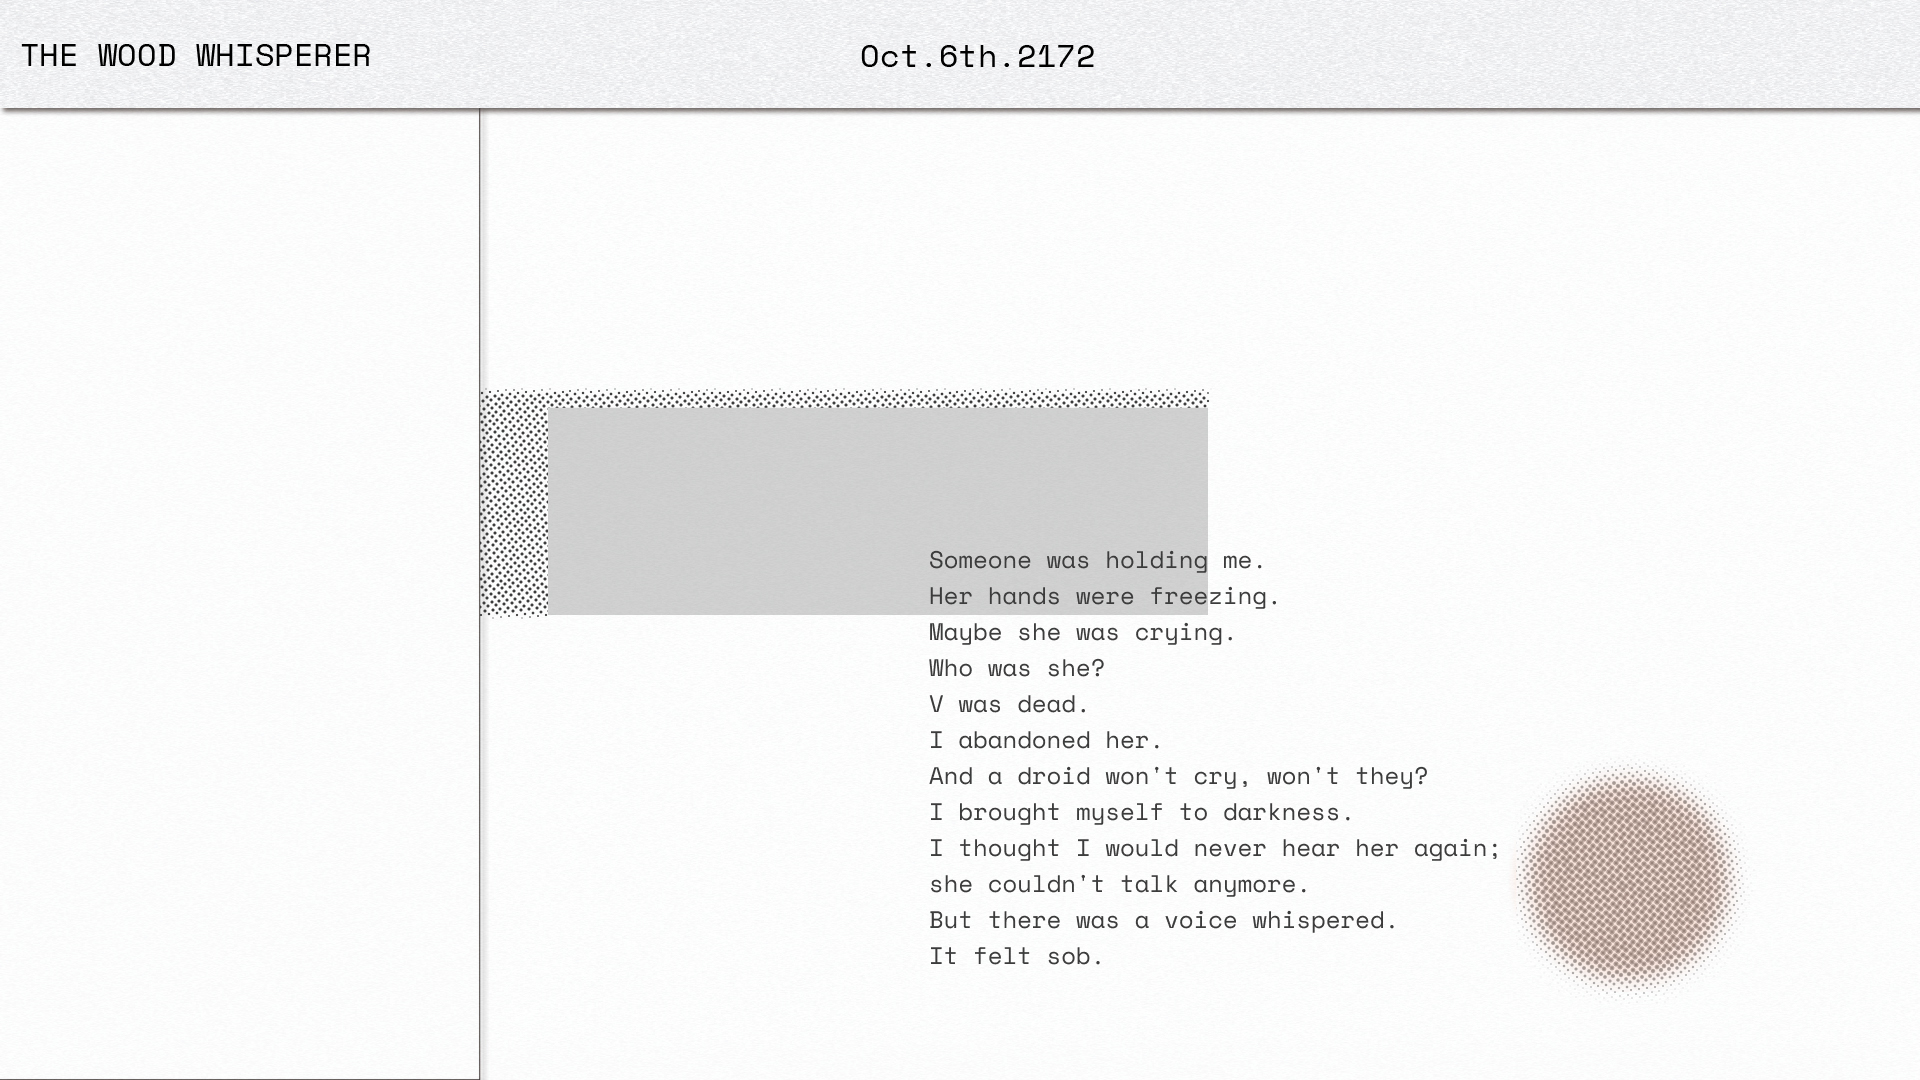 THE WOOD WHISPERER
Oct.6th.2172
Someone was holding me.
Her hands were freezing.
Maybe she was crying.
Who was she?
V was dead.
I abandoned her.
And a droid won't cry, won't they?
I brought myself to darkness.
I thought I would never hear her again;
she couldn't talk anymore.
But there was a voice whispered.
It felt sob.